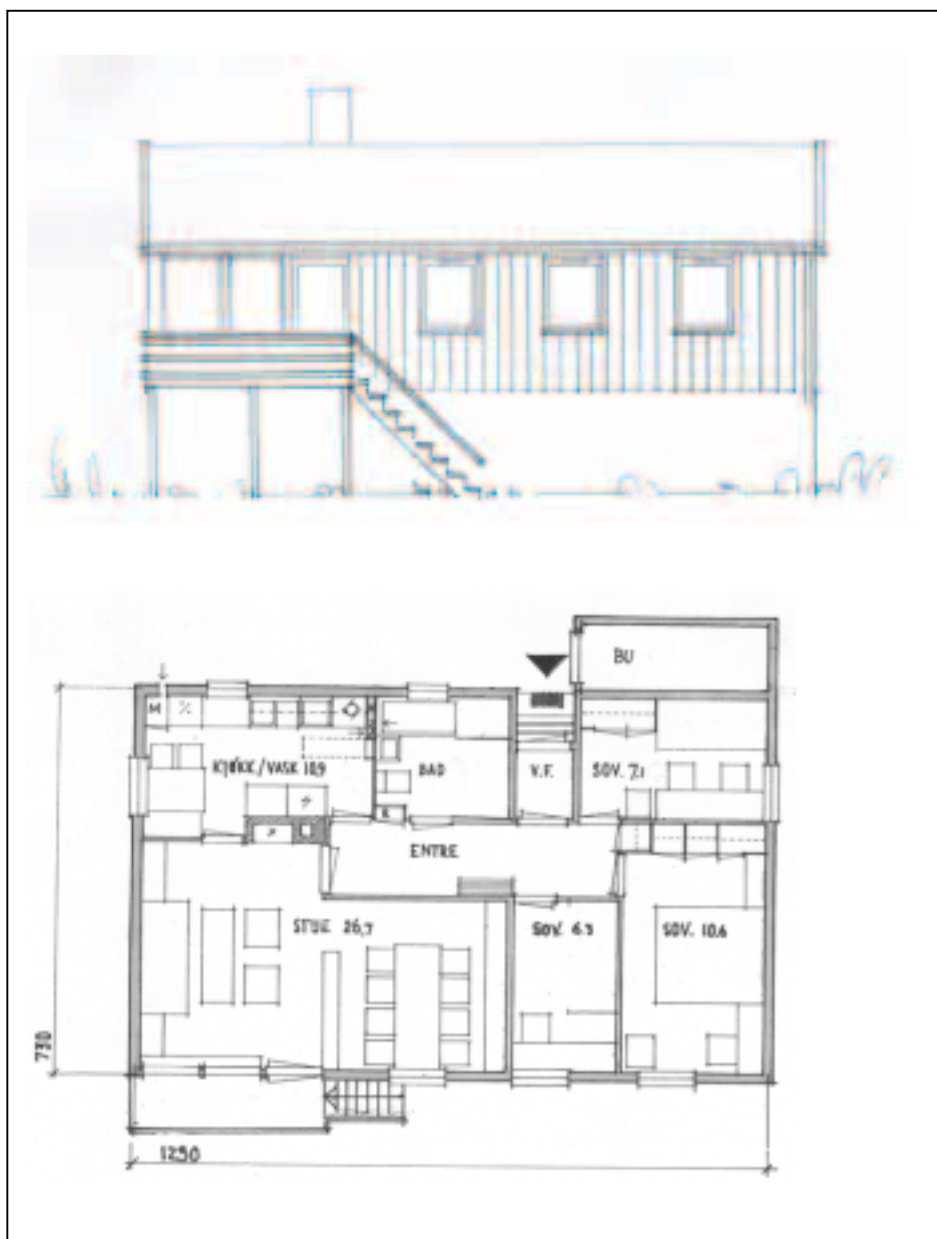 BU
M
KJØKK./VASK 10,9
BAD
V.F.
SOV. 7,1
K
ENTRE
STUE 26,7
SOV. 6.3
SOV. 10.6
730
1250